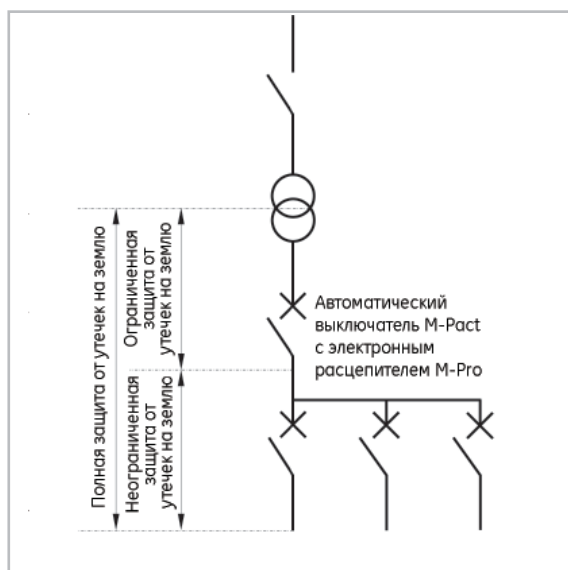 Полная защита от утечек на землю
Ограниченная
защита от
утечек на землю
Неограниченная
защита от
утечек на землю
Автоматический
выключатель M-Pact
с электронным
расцепителем M-Pro